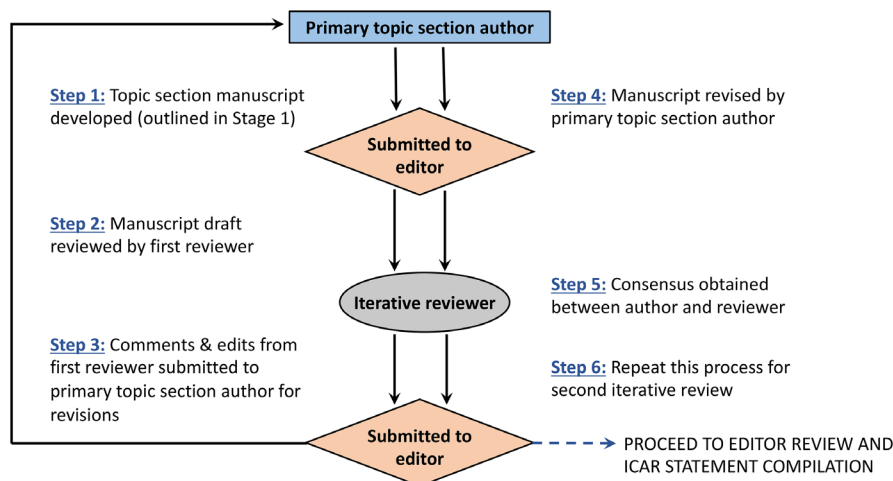 Primary topic section author
Step 1: Topic section manuscript
developed (outlined in Stage 1)
Step 4: Manuscript revised by
primary topic section author
Submitted to
editor
Step 2: Manuscript draft
reviewed by first reviewer
Iterative reviewer
Step 5: Consensus obtained
between author and reviewer
Step 3: Comments & edits from
first reviewer submitted to
primary topic section author for
revisions
Step 6: Repeat this process for
second iterative review
Submitted to
editor
PROCEED TO EDITOR REVIEW AND
ICAR STATEMENT COMPILATION